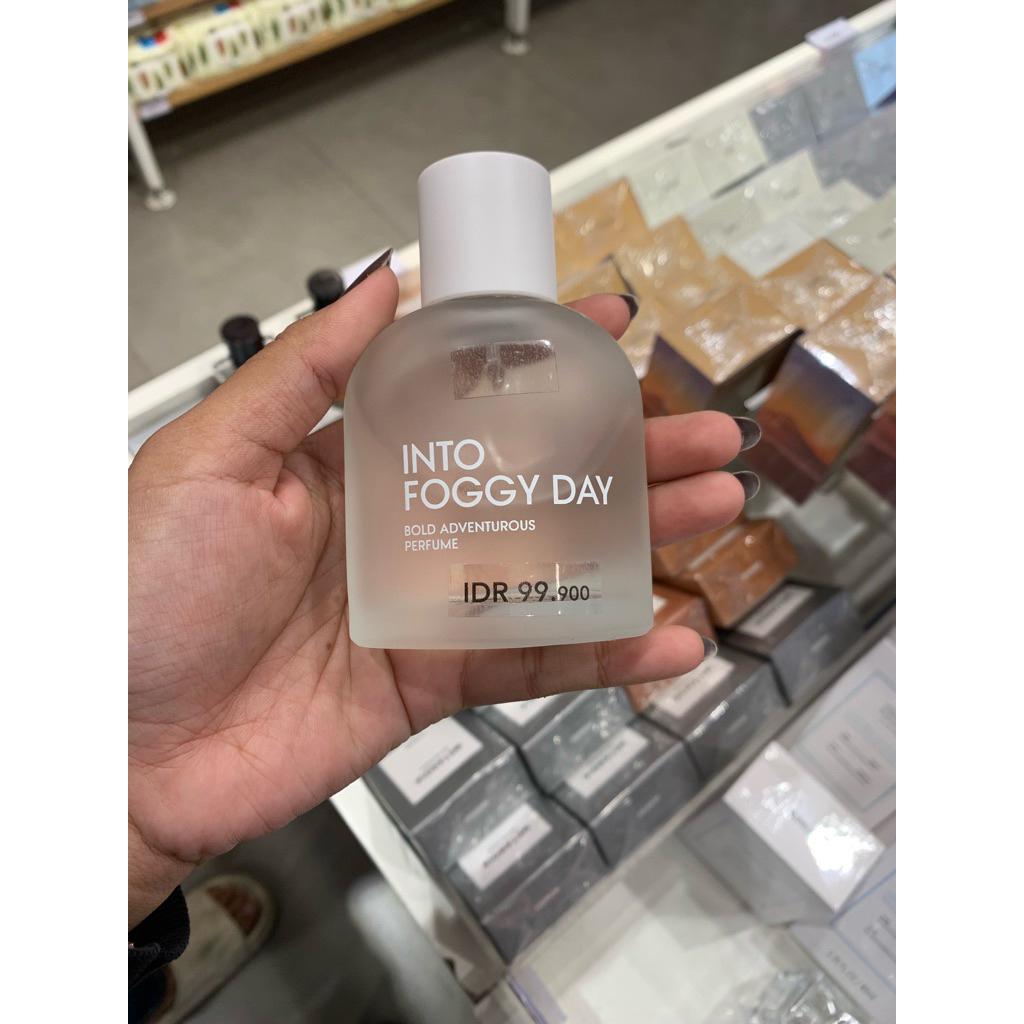 INTO
FOGGY DAY
BOLD ADVENTUROUS
PERFUME
IDR 99.900